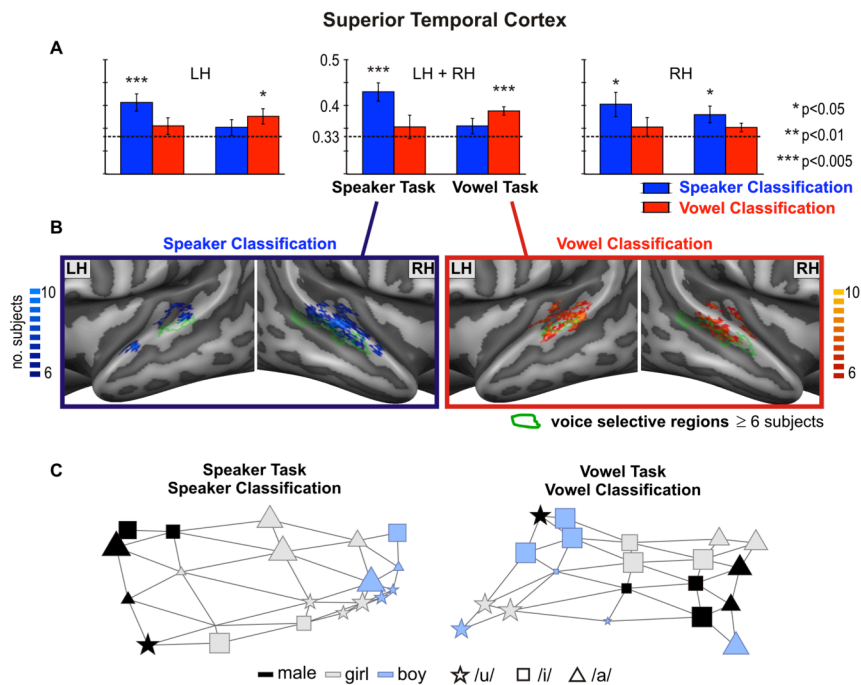 Superior Temporal Cortex
A
LH
LH + RH
RH
0.5
0.4
0.33
***
*
***
***
*
*
* p<0.05
** p<0.01
*** p<0.005
Speaker Task
Vowel Task
Speaker Classification
Vowel Classification
B
Speaker Classification
Vowel Classification
LH
RH
LH
RH
no. subjects
10
6
10
6
voice selective regions ≥ 6 subjects
C
Speaker Task
Speaker Classification
Vowel Task
Vowel Classification
male
girl
boy
/u/
/i/
/a/